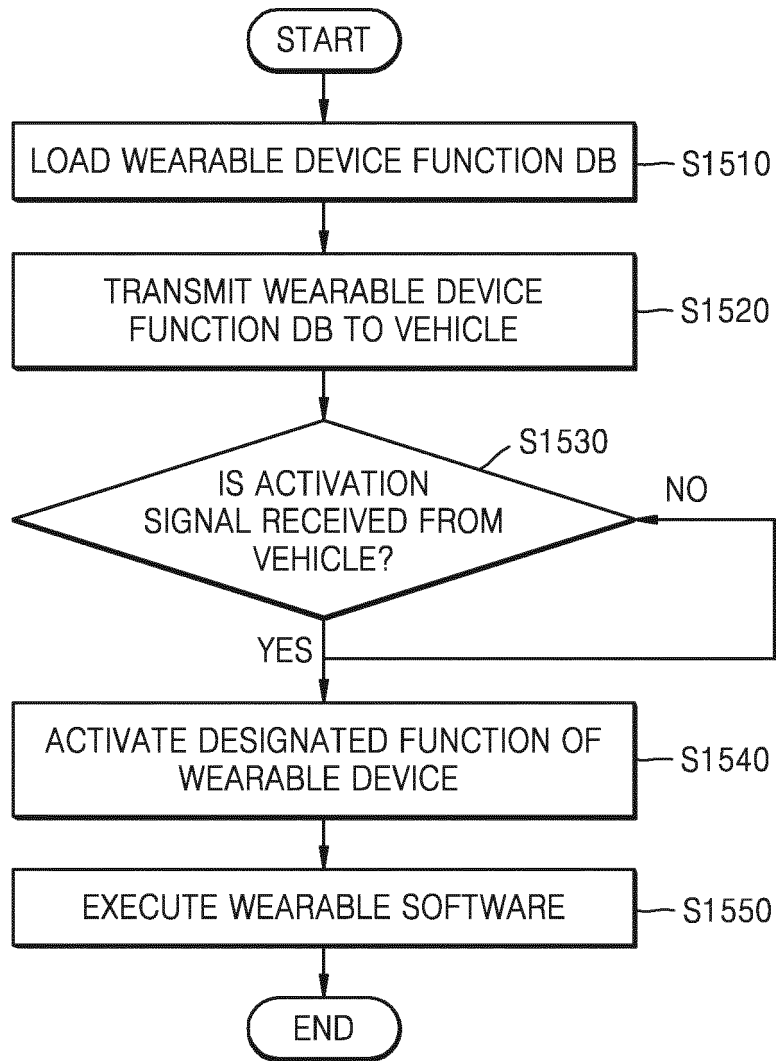 START
LOAD WEARABLE DEVICE FUNCTION DB
S1510
TRANSMIT WEARABLE DEVICE
FUNCTION DB TO VEHICLE
S1520
S1530
IS ACTIVATION
SIGNAL RECEIVED FROM
VEHICLE?
NO
YES
ACTIVATE DESIGNATED FUNCTION OF
WEARABLE DEVICE
S1540
EXECUTE WEARABLE SOFTWARE
S1550
END